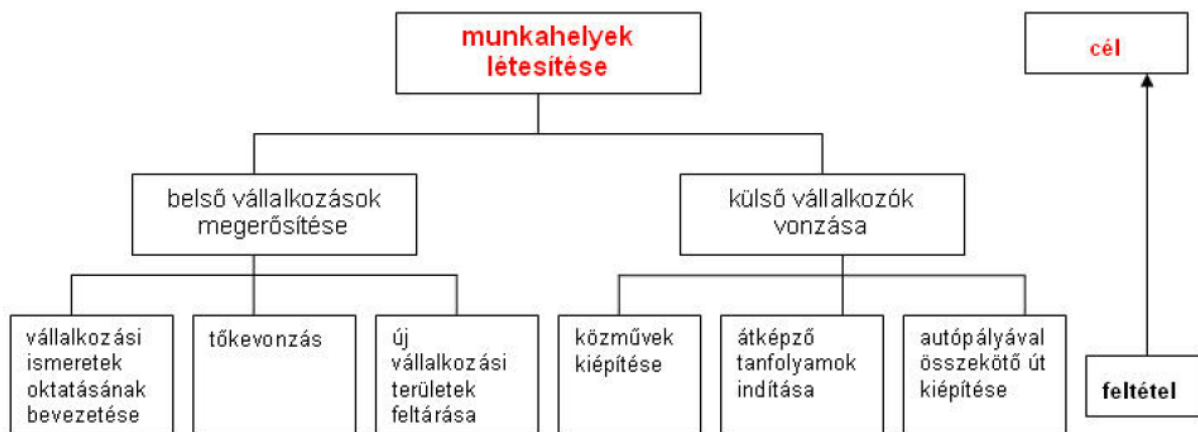 munkahelyek
létesítése
cél
belső vállalkozások
megerősítése
külső vállalkozók
vonzása
vállalkozási
ismeretek
oktatásának
bevezetése
tőkevonzás
új
vállalkozási
területek
feltárása
közművek
kiépítése
átképző
tanfolyamok
indítása
autópályával
összekötő út
kiépítése
feltétel